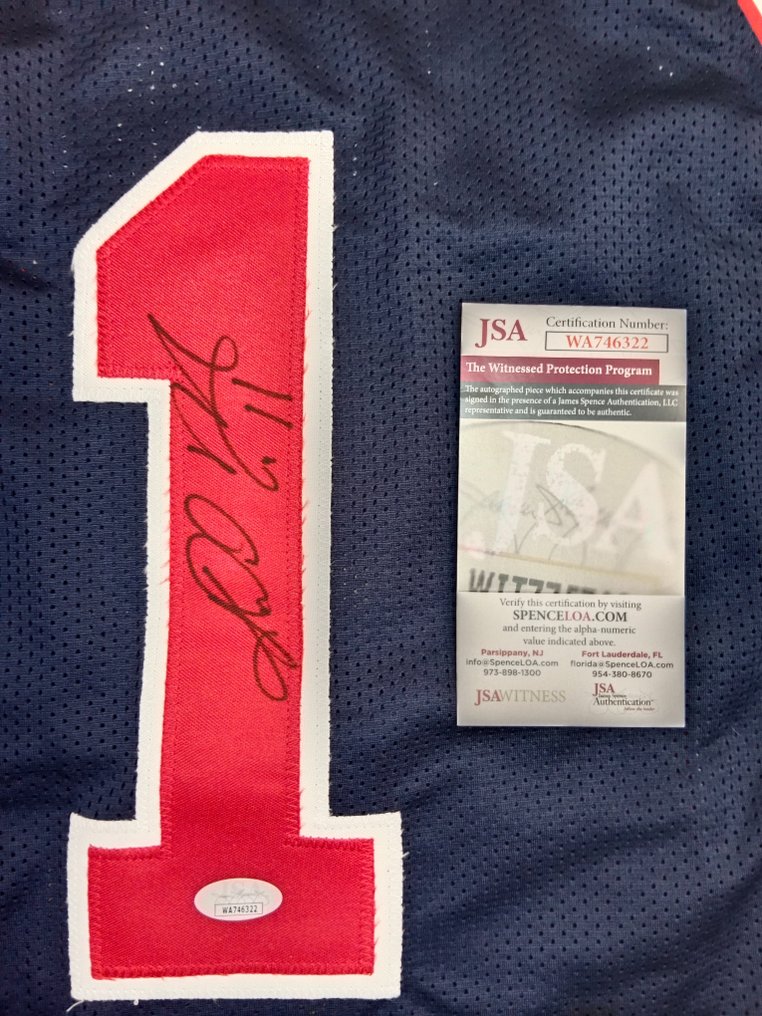 1
11
JSA
Certification Number:
WA746322
The Witnessed Protection Program
The autographed piece which accompanies this certificate was
signed in the presence of a James Spence Authentication, LLC
representative and is guaranteed to be authentic.
JSA
Verify this certification by visiting
SPENCELOA.COM
and entering the alpha-numeric
value indicated above.
Parsippany, NJ
info@SpenceLOA.com
973-898-1300
Fort Lauderdale, FL
florida@SpenceLOA.com
954-380-8670
JSAWITNESS
JSA
Authentication
WA746322